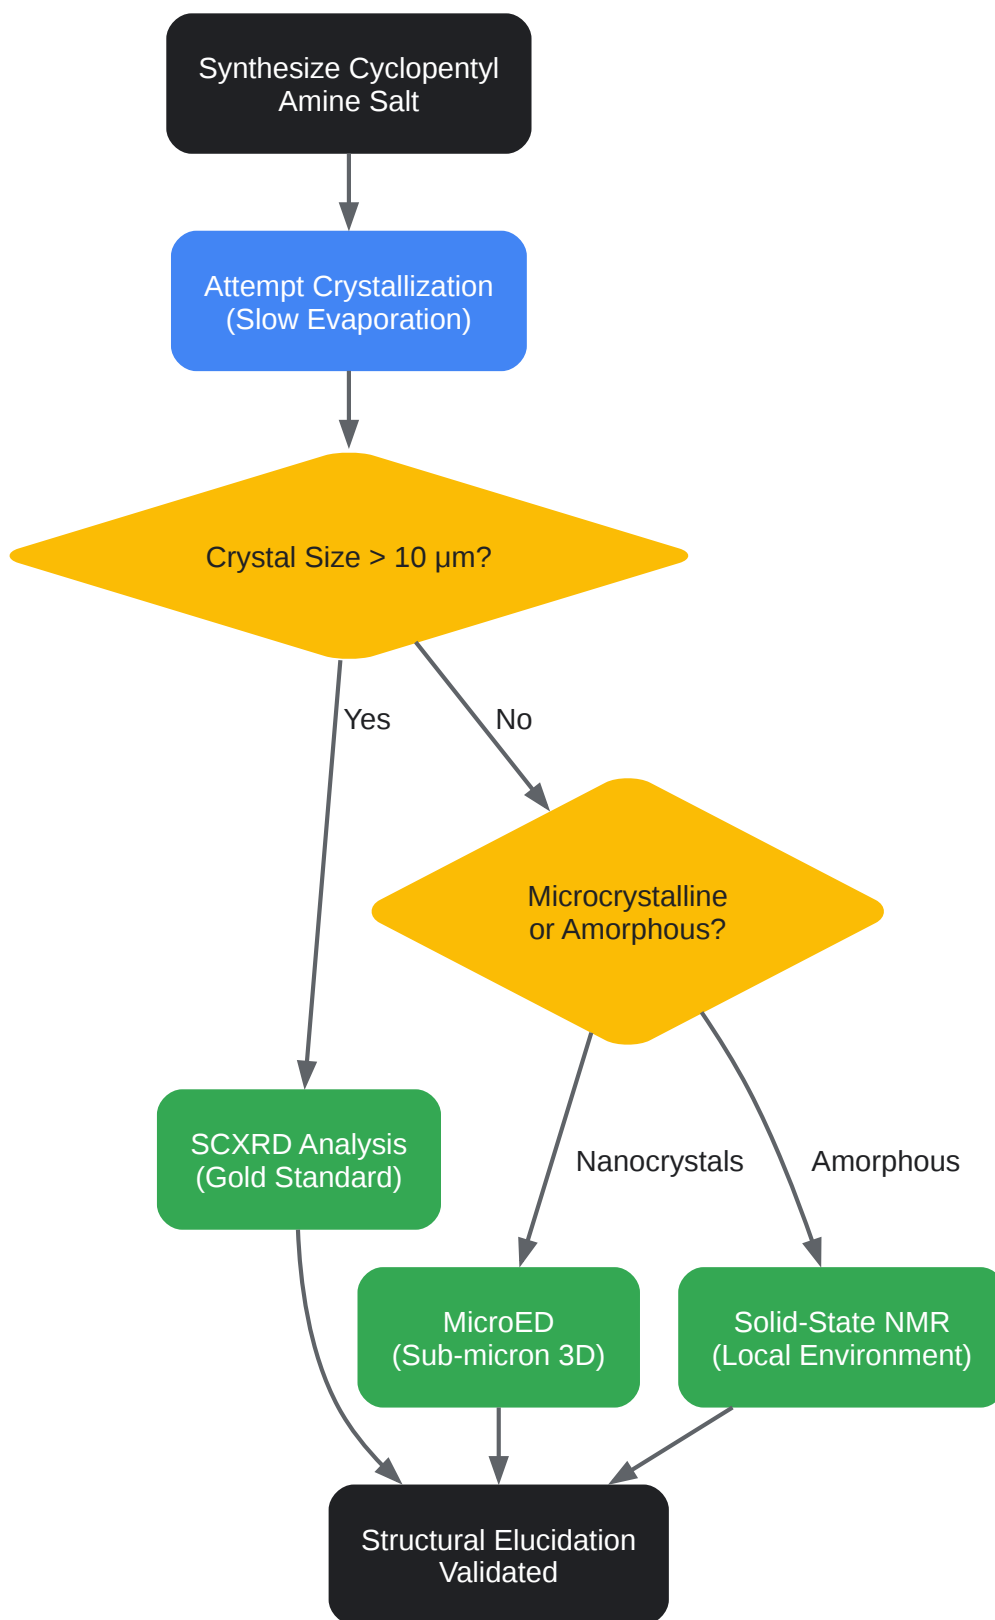 Synthesize Cyclopentyl
Amine Salt
Attempt Crystallization
(Slow Evaporation)
Crystal Size > 10 μm?
Yes
No
Microcrystalline
or Amorphous?
Nanocrystals
Amorphous
SCXRD Analysis
(Gold Standard)
MicroED
(Sub-micron 3D)
Solid-State NMR
(Local Environment)
Structural Elucidation
Validated